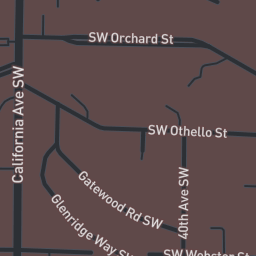 SW Orchard St
California Ave SW
SW Othello St
Gatewood Rd SW
40th Ave SW
Glenridge Way SW
SW Webster St